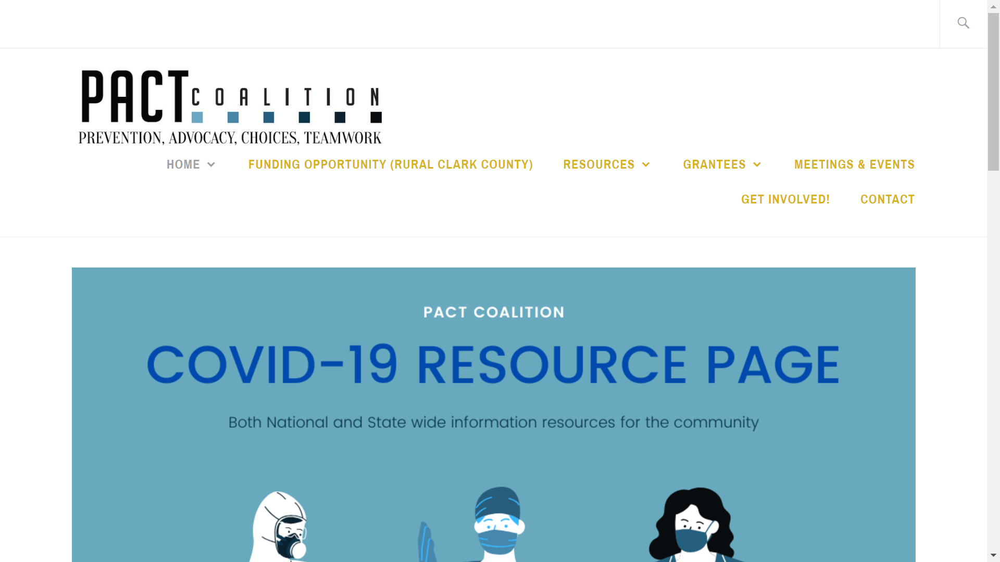 PACT COALITION
PREVENTION, ADVOCACY, CHOICES, TEAMWORK
HOME FUNDING OPPORTUNITY (RURAL CLARK COUNTY) RESOURCES GRANTEES MEETINGS & EVENTS
GET INVOLVED! CONTACT
PACT COALITION
COVID-19 RESOURCE PAGE
Both National and State wide information resources for the community